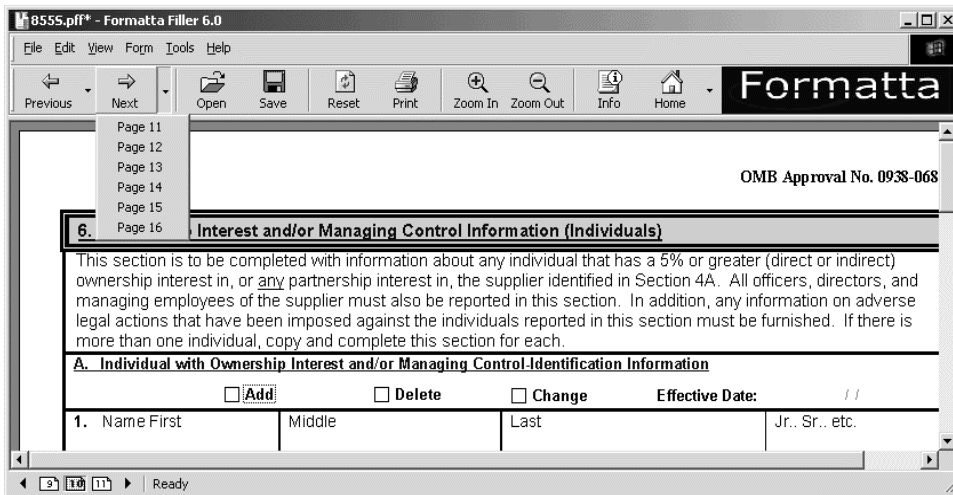 855S.pff* - Formatta Filler 6.0
File Edit View Form Tools Help
Previous Next Open Save Reset Print Zoom In Zoom Out Info Home Formatta
Page 11
Page 12
Page 13
Page 14
Page 15
Page 16
OMB Approval No. 0938-068
6. Interest and/or Managing Control Information (Individuals)
This section is to be completed with information about any individual that has a 5% or greater (direct or indirect)
ownership interest in, or any partnership interest in, the supplier identified in Section 4A. All officers, directors, and
managing employees of the supplier must also be reported in this section. In addition, any information on adverse
legal actions that have been imposed against the individuals reported in this section must be furnished. If there is
more than one individual, copy and complete this section for each.
A. Individual with Ownership Interest and/or Managing Control-Identification Information
Add Delete Change Effective Date: / /
1. Name First Middle Last Jr.. Sr.. etc.
9 10 11 Ready